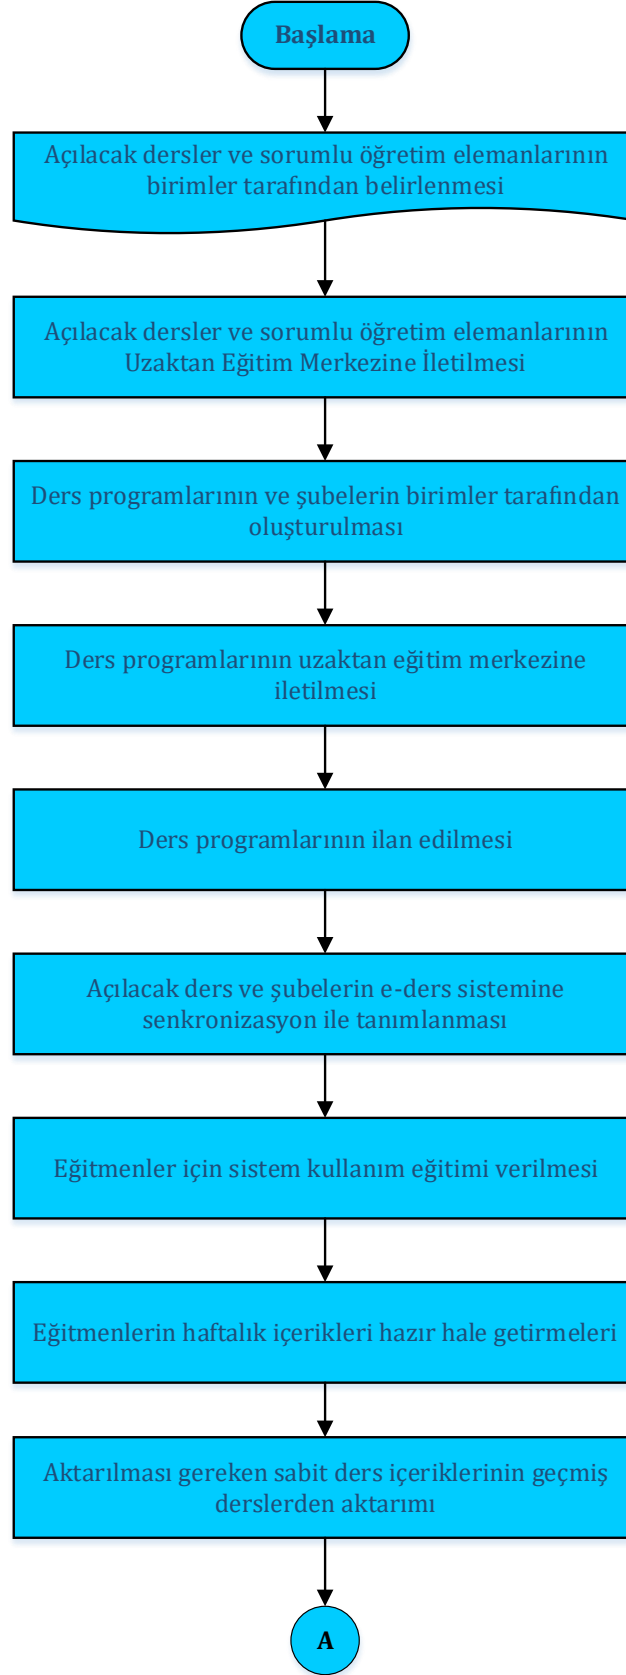 Başlama
Açılacak dersler ve sorumlu öğretim elemanlarının
birimler tarafından belirlenmesi
Açılacak dersler ve sorumlu öğretim elemanlarının
Uzaktan Eğitim Merkezine İletilmesi
Ders programlarının ve şubelerin birimler tarafından
oluşturulması
Ders programlarının uzaktan eğitim merkezine
iletilmesi
Ders programlarının ilan edilmesi
Açılacak ders ve şubelerin e-ders sistemine
senkronizasyon ile tanımlanması
Eğitmenler için sistem kullanım eğitimi verilmesi
Eğitmenlerin haftalık içerikleri hazır hale getirmeleri
Aktarılması gereken sabit ders içeriklerinin geçmiş
derslerden aktarımı
A